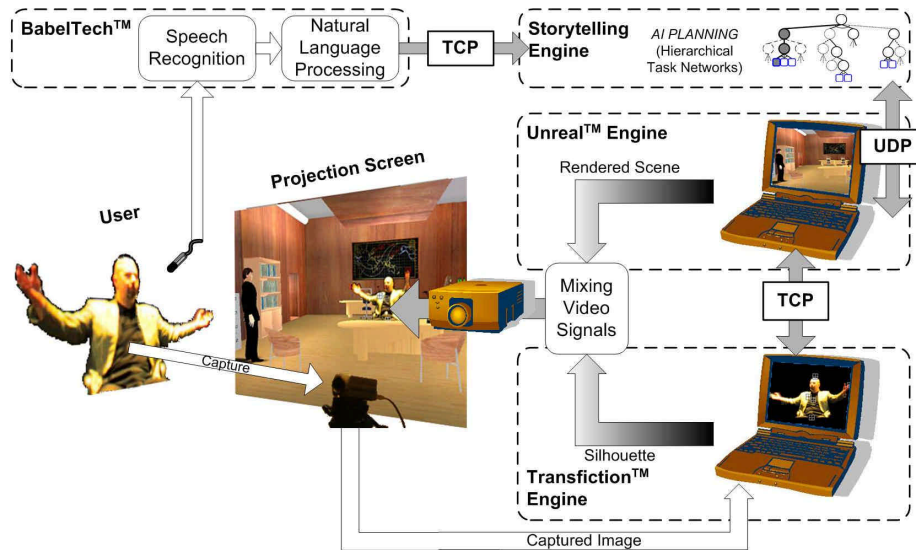 BabelTech™
Speech
Recognition
Natural
Language
Processing
TCP
Storytelling
Engine
AI PLANNING
(Hierarchical
Task Networks)
Unreal™ Engine
UDP
Rendered Scene
Projection Screen
User
Mixing
Video
Signals
TCP
Capture
Silhouette
Transfiction™
Engine
Captured Image